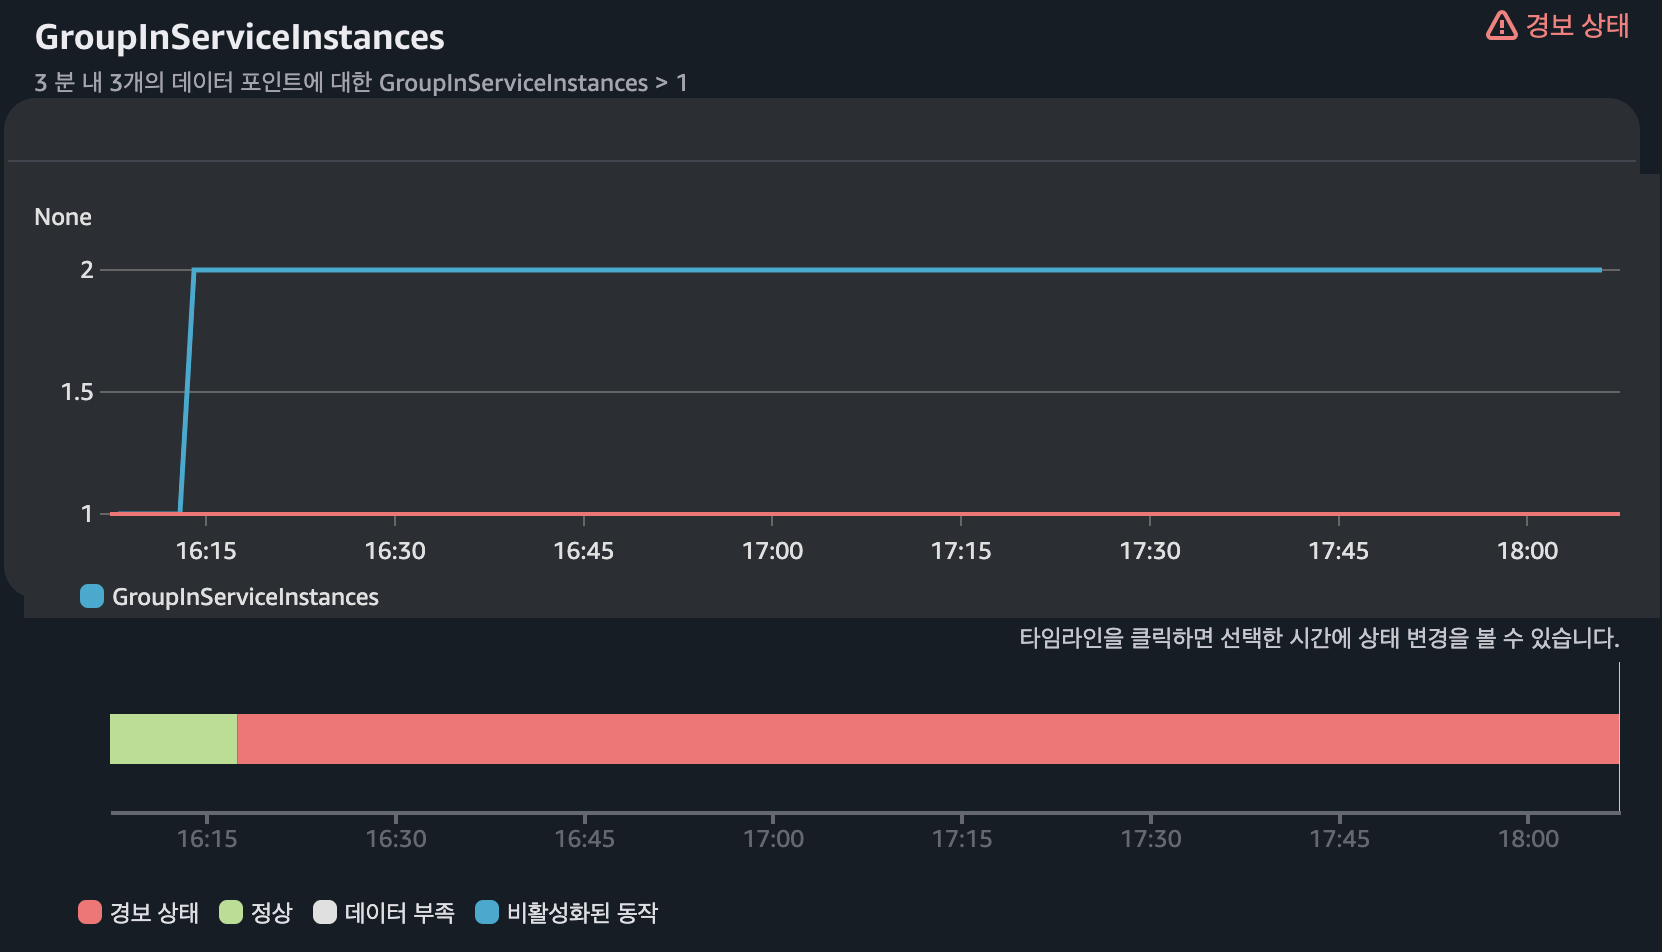 GroupInServiceInstances
경보 상태
3 분 내 3개의 데이터 포인트에 대한 GroupInServiceInstances > 1
None
2
1.5
1
16:15 16:30 16:45 17:00 17:15 17:30 17:45 18:00
GroupInServiceInstances
타임라인을 클릭하면 선택한 시간에 상태 변경을 볼 수 있습니다.
16:15 16:30 16:45 17:00 17:15 17:30 17:45 18:00
경보 상태 정상 데이터 부족 비활성화된 동작